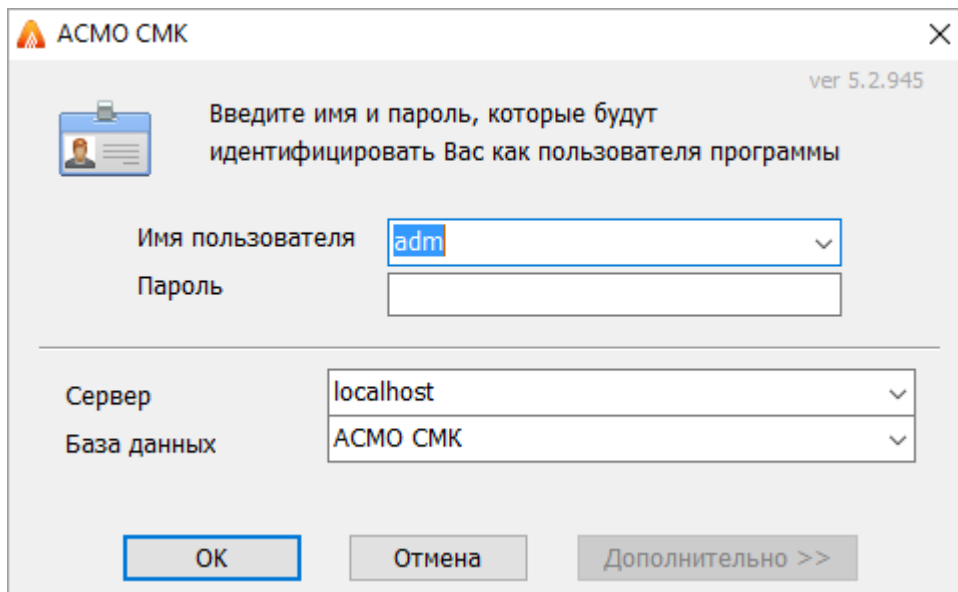 АСМО СМК
ver 5.2.945
Введите имя и пароль, которые будут
идентифицировать Вас как пользователя программы
Имя пользователя adm
Пароль
Сервер localhost
База данных АСМО СМК
OK Отмена Дополнительно >>